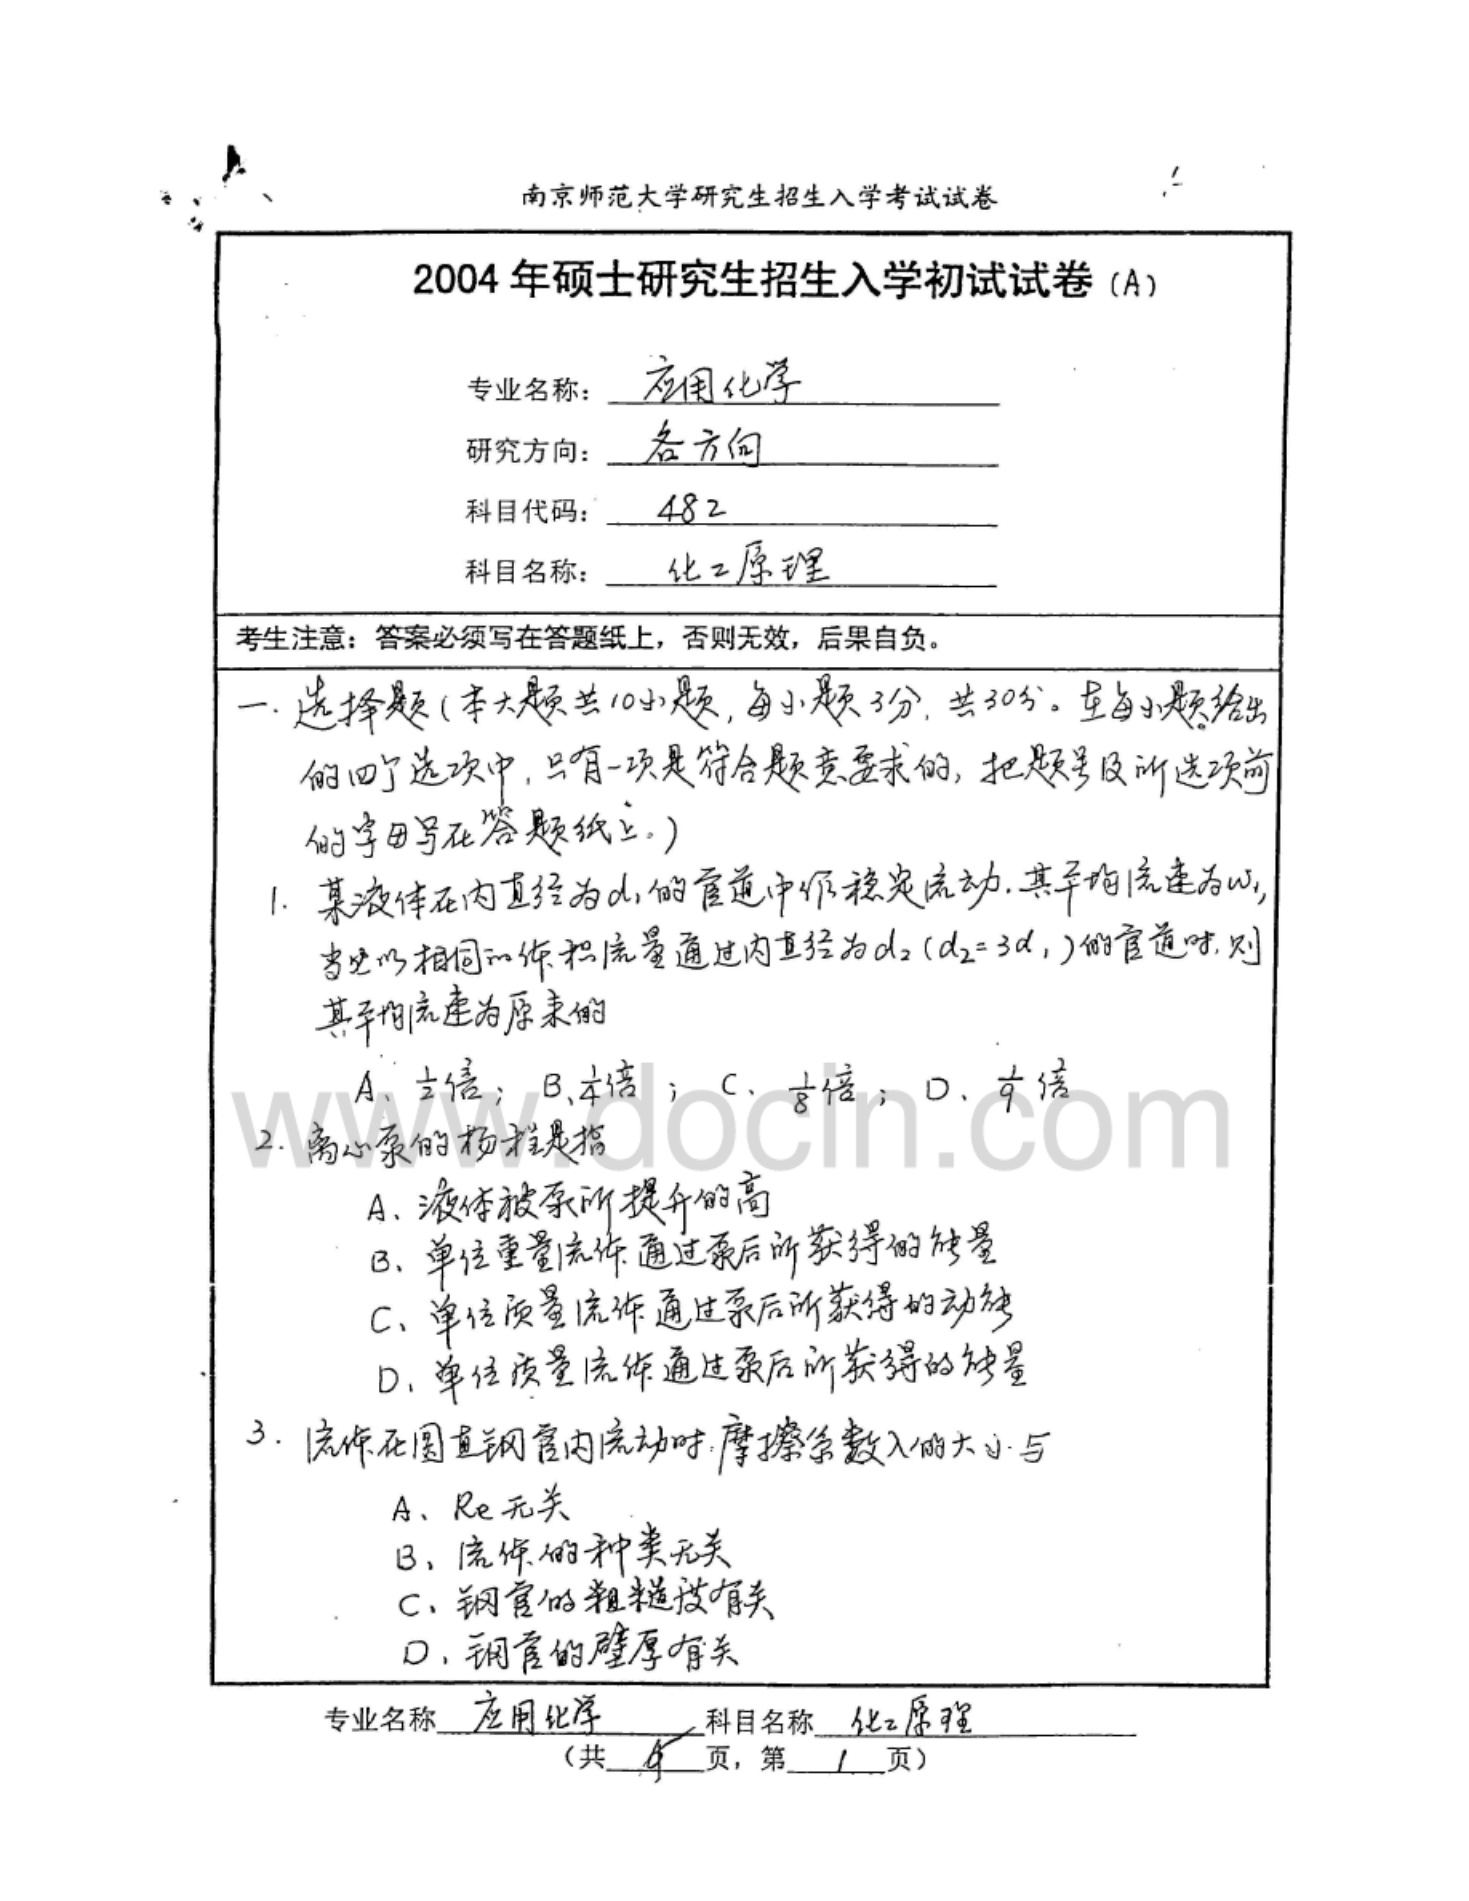 南京师范大学研究生招生入学考试试卷
2004 年硕士研究生招生入学初试试卷 (A)
专业名称: 应用化学
研究方向: 各方向
科目代码: 482
科目名称: 化工原理
考生注意: 答案必须写在答题纸上, 否则无效, 后果自负。
一. 选择题 (本大题共10小题, 每小题3分, 共30分。在每小题给出
的四个选项中, 只有一项是符合题意要求的, 把题号及所选项前
的字母写在答题纸上。)
1. 某液体在内直径为d₁的管道中作稳定流动, 其平均流速为w₁,
当它以相同的体积流量通过内直径为d₂ (d₂=3d₁) 的管道时, 则
其平均流速为原来的
A、½倍; B、¼倍; C、⅛倍; D、1/9 倍
www.docin.com
2. 离心泵的扬程是指
A、液体被泵所提升的高
B、单位重量流体通过泵后所获得的能量
C、单位质量流体通过泵后所获得的动能
D、单位质量流体通过泵后所获得的能量
3. 流体在圆直钢管内流动时, 摩擦系数λ的大小与
A、Re无关
B、流体的种类无关
C、钢管的粗糙度有关
D、钢管的壁厚有关
专业名称 应用化学 科目名称 化工原理
(共 页, 第 1 页)